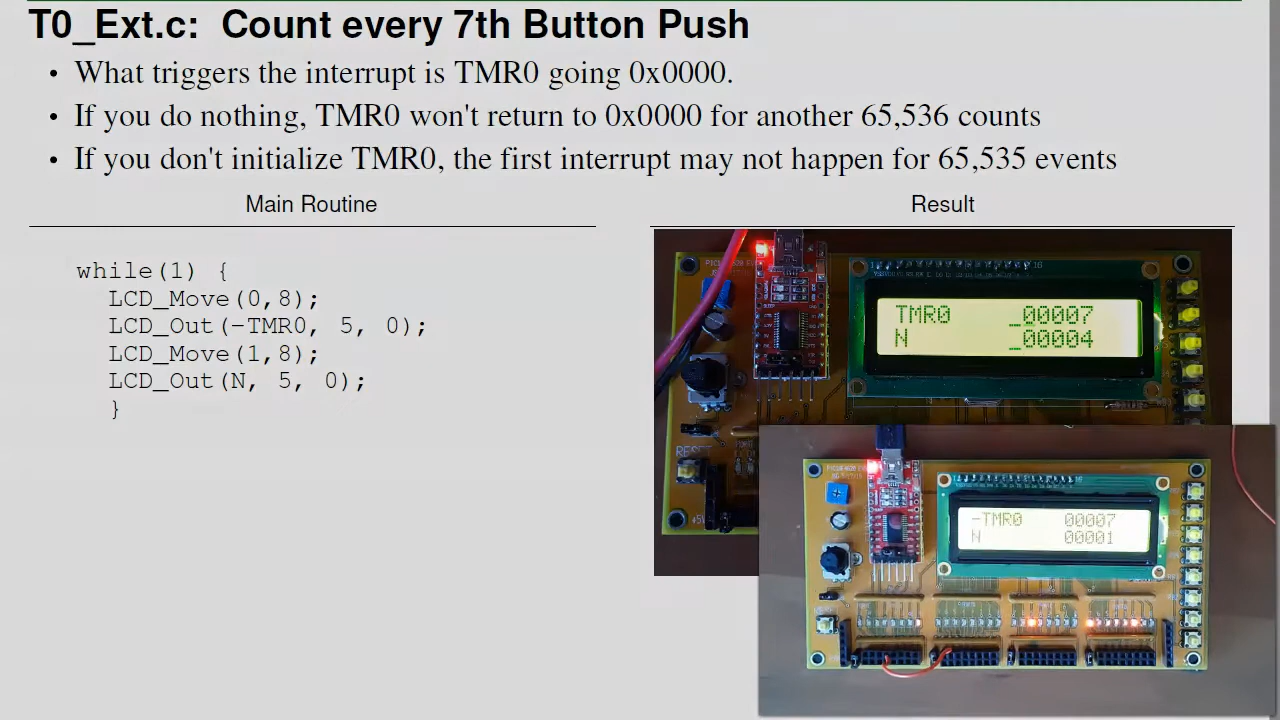 T0_Ext.c: Count every 7th Button Push
• What triggers the interrupt is TMR0 going 0x0000.
• If you do nothing, TMR0 won't return to 0x0000 for another 65,536 counts
• If you don't initialize TMR0, the first interrupt may not happen for 65,535 events
Main Routine
Result
while(1) {
LCD_Move(0,8);
LCD_Out(-TMR0, 5, 0);
LCD_Move(1,8);
LCD_Out(N, 5, 0);
}
TMR0 _00007
N _00004
RESET
+5V
-TMR0 00007
N 00001